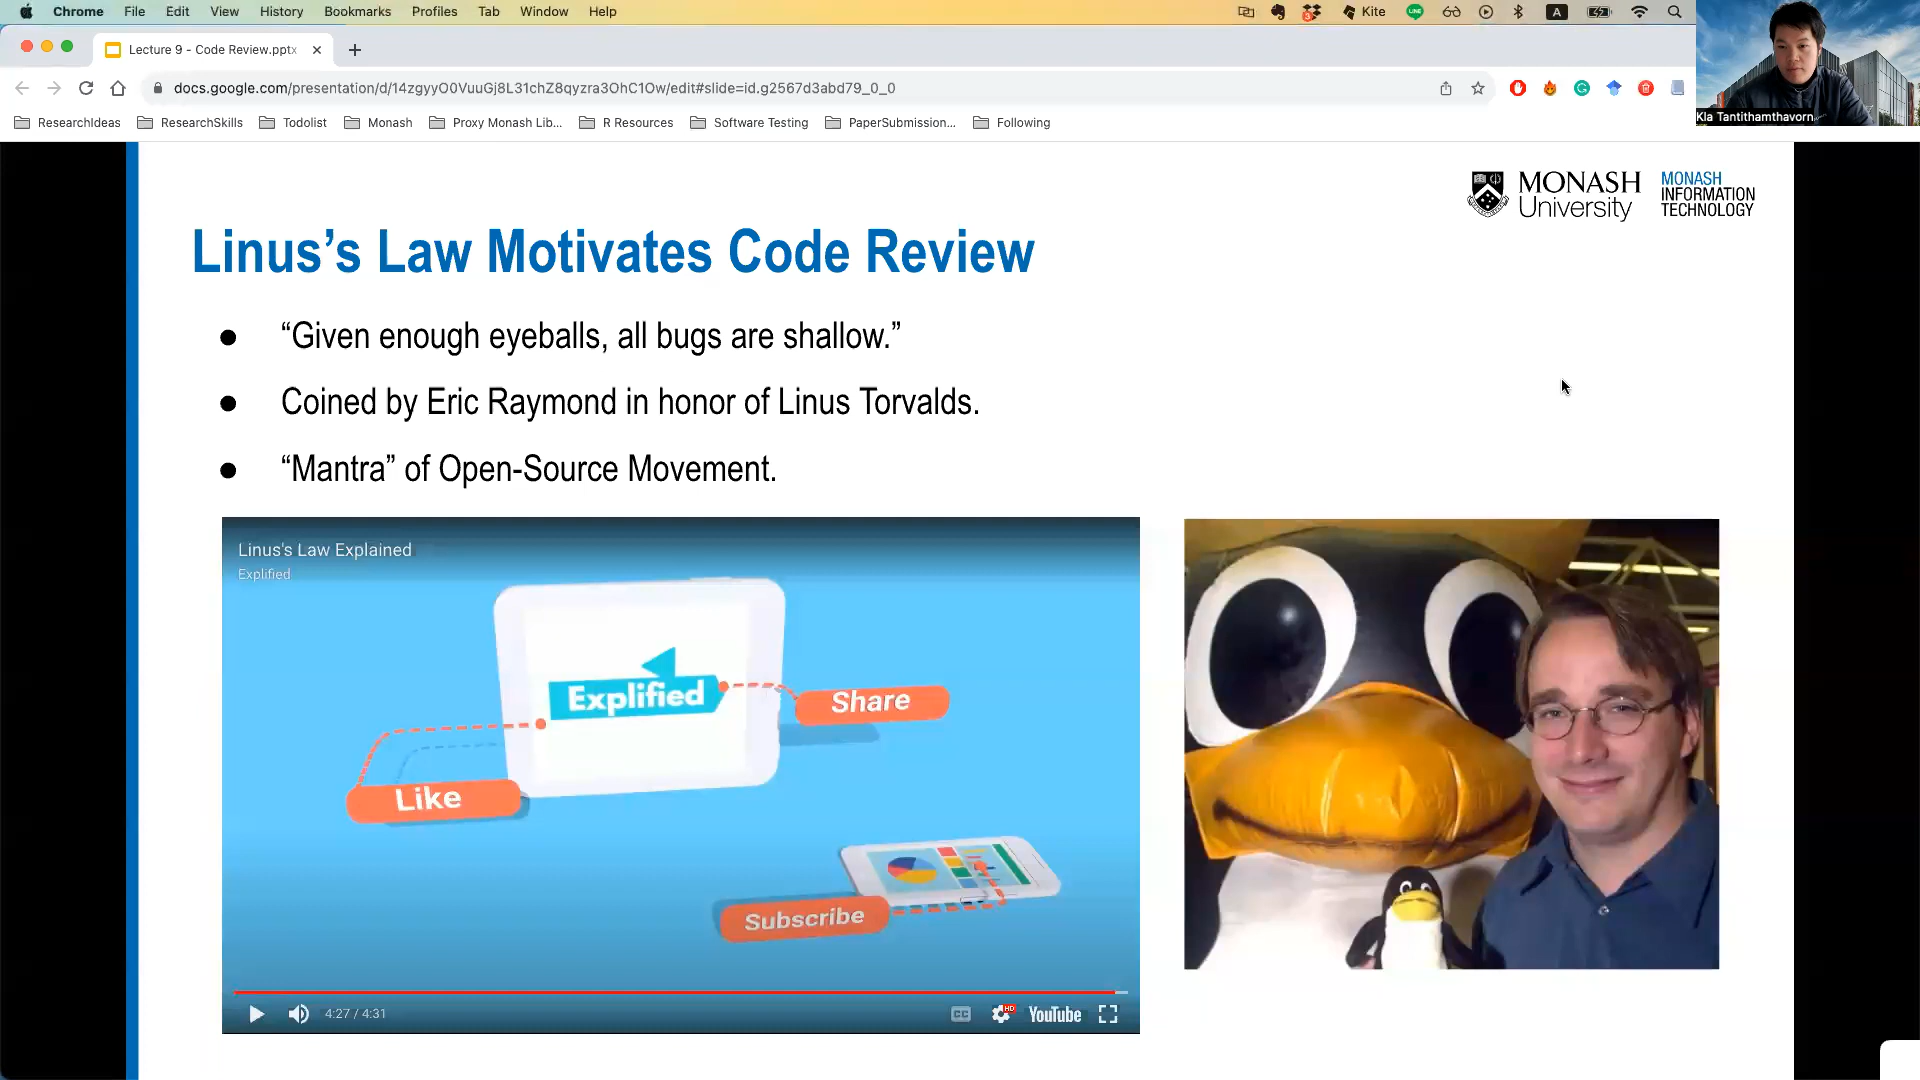 Chrome File Edit View History Bookmarks Profiles Tab Window Help Kite
Lecture 9 - Code Review.pptx
docs.google.com/presentation/d/14zgyyO0VuuGj8L31chZ8qyzra3OhC1Ow/edit#slide=id.g2567d3abd79_0_0
ResearchIdeas ResearchSkills Todolist Monash Proxy Monash Lib... R Resources Software Testing PaperSubmission... Following
Kla Tantithamthavorn
MONASH University
MONASH
INFORMATION
TECHNOLOGY
Linus’s Law Motivates Code Review
● “Given enough eyeballs, all bugs are shallow.”
● Coined by Eric Raymond in honor of Linus Torvalds.
● “Mantra” of Open-Source Movement.
Linus's Law Explained
Explified
Explified
Share
Like
Subscribe
4:27 / 4:31
CC HD YouTube